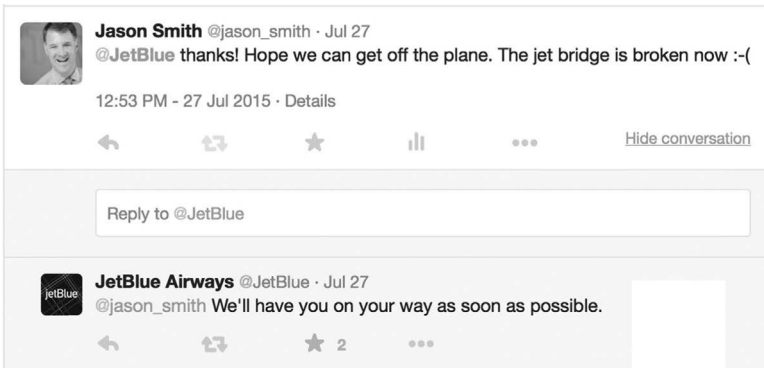 Jason Smith @jason_smith · Jul 27
@JetBlue thanks! Hope we can get off the plane. The jet bridge is broken now :-(
12:53 PM - 27 Jul 2015 · Details
Hide conversation
Reply to @JetBlue
jetBlue
JetBlue Airways @JetBlue · Jul 27
@jason_smith We'll have you on your way as soon as possible.
2